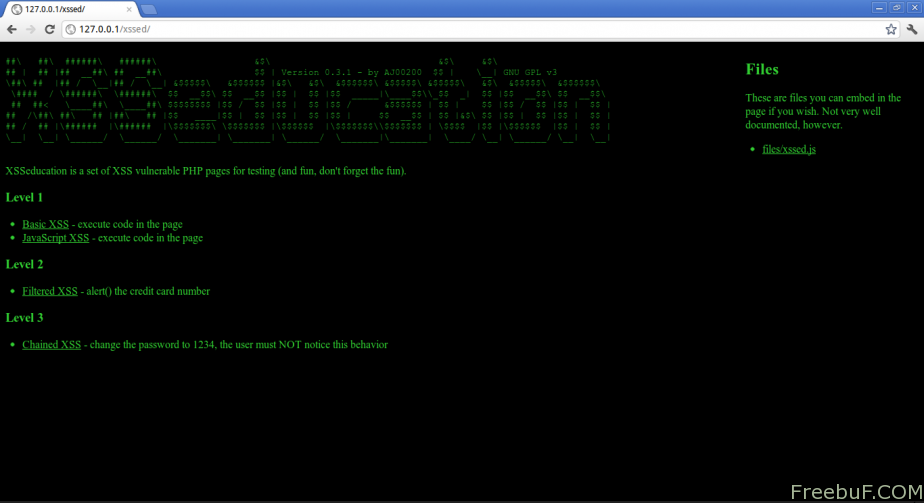 127.0.0.1/xssed/
127.0.0.1/xssed/
Version 0.3.1 - by AJ00200
GNU GPL v3
XSSeducation is a set of XSS vulnerable PHP pages for testing (and fun, don't forget the fun).
Level 1
Basic XSS - execute code in the page
JavaScript XSS - execute code in the page
Level 2
Filtered XSS - alert() the credit card number
Level 3
Chained XSS - change the password to 1234, the user must NOT notice this behavior
Files
These are files you can embed in the
page if you wish. Not very well
documented, however.
files/xssed.js
FreebuF.COM